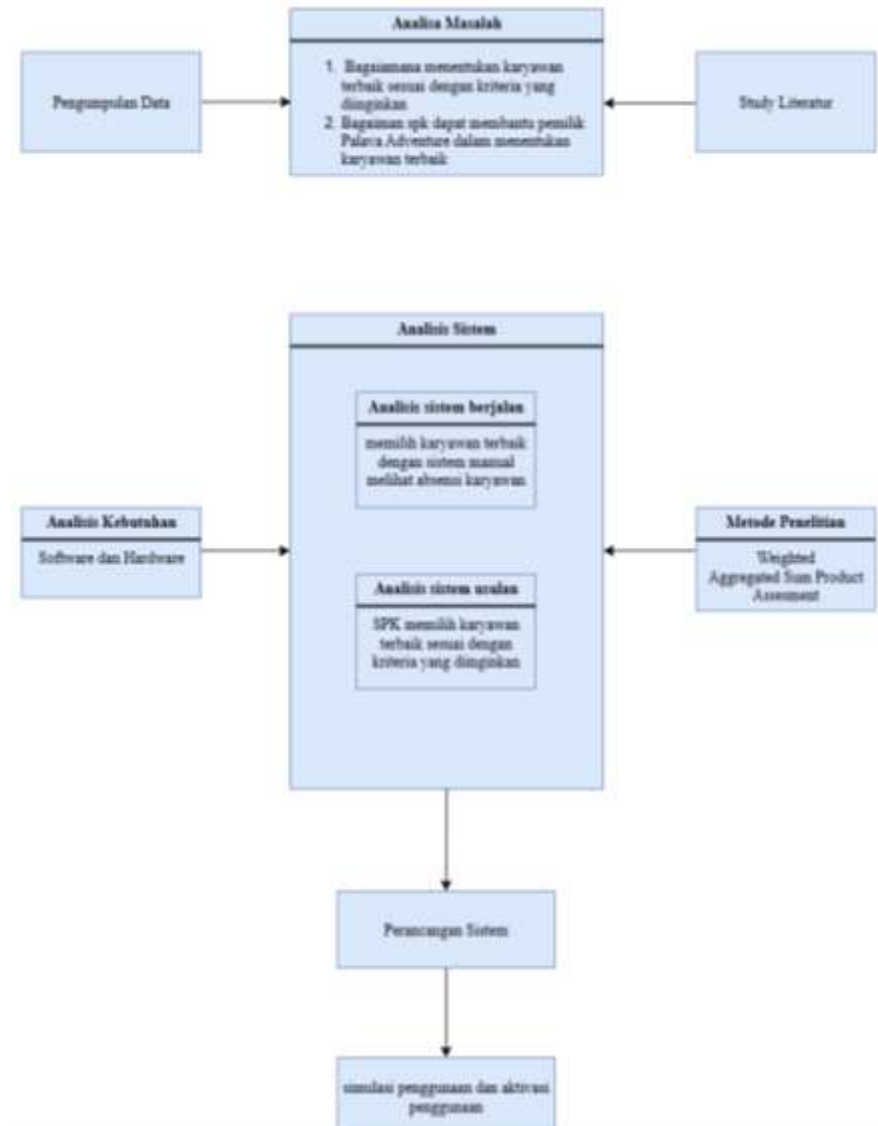 Analisa Masalah
Pengumpulan Data
1. Bagaiamana menentukan karyawan
terbaik sesuai dengan kriteria yang
diinginkan
2. Bagaiman spk dapat membantu pemilik
Palava Adventure dalam menentukan
karyawan terbaik
Study Literatur
Analisis Sistem
Analisis sistem berjalan
memilih karyawan terbaik
dengan sistem manual
melihat absensi karyawan
Analisis Kebutuhan
Software dan Hardware
Metode Penelitian
Weighted
Aggregated Sum Product
Assesment
Analisis sistem usulan
SPK memilih karyawan
terbaik sesuai dengan
kriteria yang diinginkan
Perancangan Sistem
simulasi penggunaan dan aktivasi
penggunaan